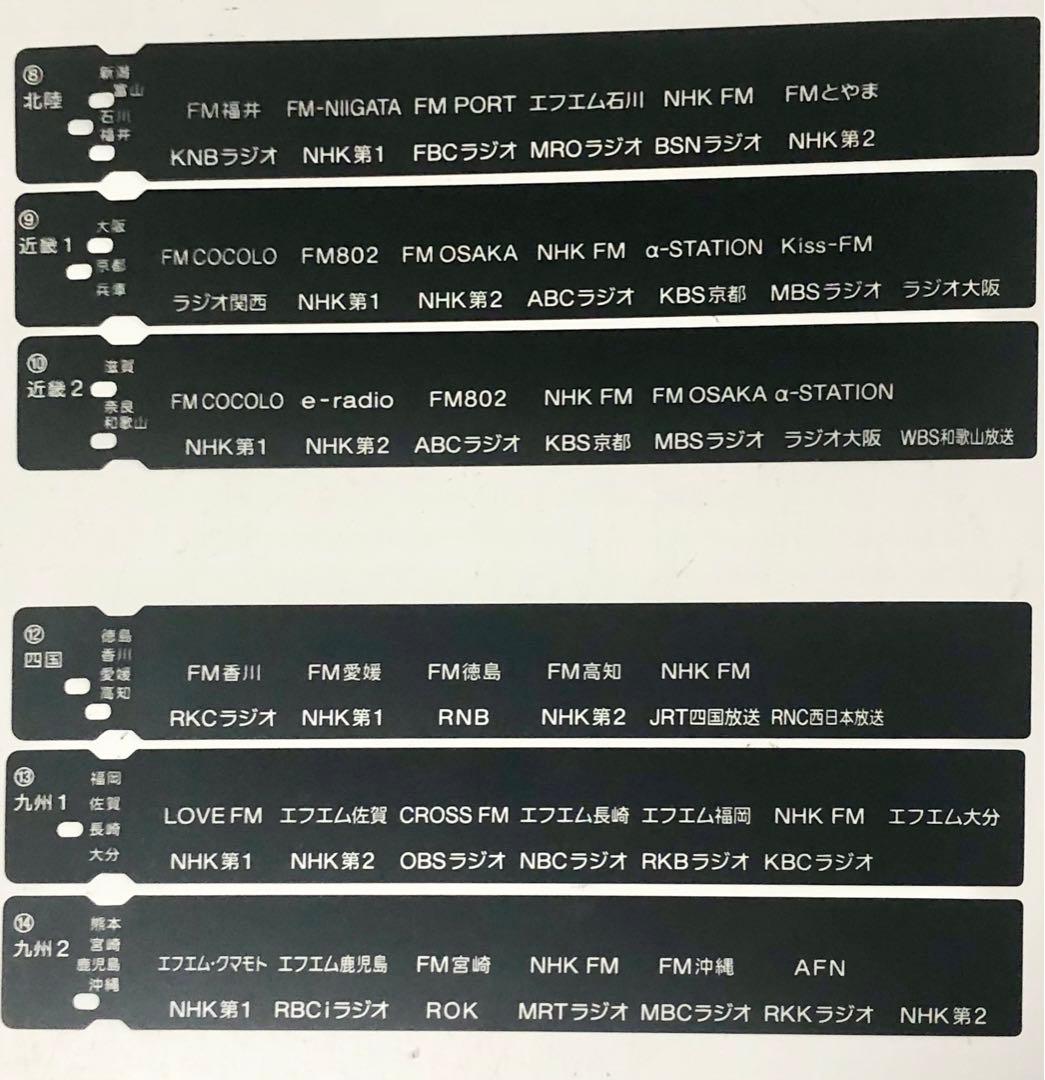 ⑧
北陸
新潟
富山
石川
福井
FM福井 FM-NIIGATA FM PORT エフエム石川 NHK FM FMとやま
KNBラジオ NHK第1 FBCラジオ MROラジオ BSNラジオ NHK第2
⑨
近畿1
大阪
京都
兵庫
FM COCOLO FM802 FM OSAKA NHK FM α-STATION Kiss-FM
ラジオ関西 NHK第1 NHK第2 ABCラジオ KBS京都 MBSラジオ ラジオ大阪
⑩
近畿2
滋賀
奈良
和歌山
FM COCOLO e-radio FM802 NHK FM FM OSAKA α-STATION
NHK第1 NHK第2 ABCラジオ KBS京都 MBSラジオ ラジオ大阪 WBS和歌山放送
⑫
四国
徳島
香川
愛媛
高知
FM香川 FM愛媛 FM徳島 FM高知 NHK FM
RKCラジオ NHK第1 RNB NHK第2 JRT四国放送 RNC西日本放送
⑬
九州1
福岡
佐賀
長崎
大分
LOVE FM エフエム佐賀 CROSS FM エフエム長崎 エフエム福岡 NHK FM エフエム大分
NHK第1 NHK第2 OBSラジオ NBCラジオ RKBラジオ KBCラジオ
⑭
九州2
熊本
宮崎
鹿児島
沖縄
エフエム・クマモト エフエム鹿児島 FM宮崎 NHK FM FM沖縄 AFN
NHK第1 RBCiラジオ ROK MRTラジオ MBCラジオ RKKラジオ NHK第2